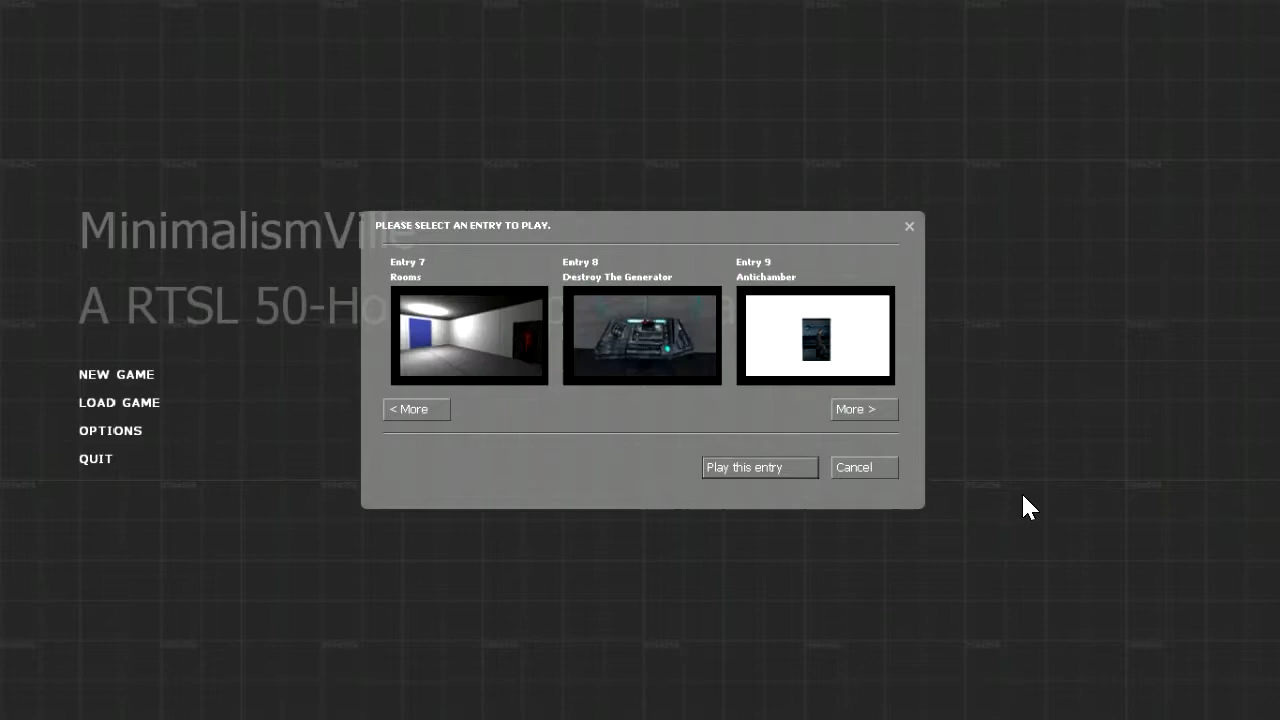 MinimalismVille
A RTSL 50-Ho
PLEASE SELECT AN ENTRY TO PLAY.
Entry 7
Rooms
Entry 8
Destroy The Generator
Entry 9
Antichamber
< More
More >
Play this entry
Cancel
NEW GAME
LOAD GAME
OPTIONS
QUIT